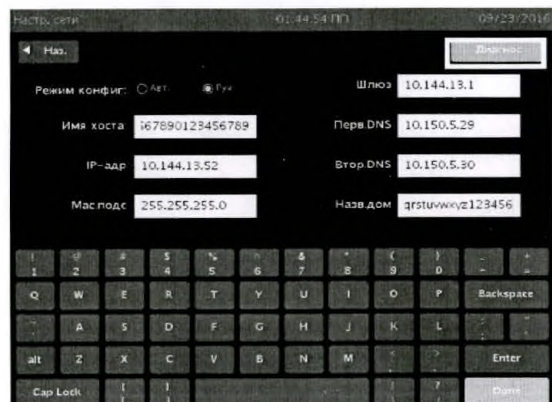 Настр. сети 01:44:54 ПП 09/23/2016
Наз. Диагнос
Режим конфиг: Авт. Рук Шлюз 10.144.13.1
Имя хоста 567890123456789 Перв.DNS 10.150.5.29
IP-адр 10.144.13.52 Втор.DNS 10.150.5.30
Мас.подс 255.255.255.0 Назв.дом qrstuvwxyz123456
! @ # $ % ^ & * ( ) _ +
1 2 3 4 5 6 7 8 9 0 - =
Q W E R T Y U I O P Backspace
A S D F G H J K L
alt Z X C V B N M < > Enter
Cap Lock [ ] ? Done